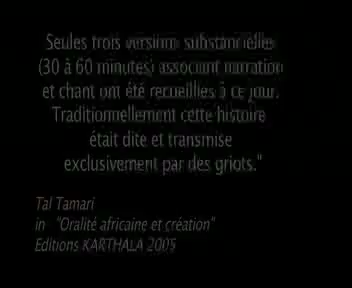 Seules trois versions substancielles
(30 à 60 minutes) associant narration
et chant ont été recueillies à ce jour.
Traditionnellement cette histoire
était dite et transmise
exclusivement par des griots."
Tal Tamari
in "Oralité africaine et création"
Editions KARTHALA 2005